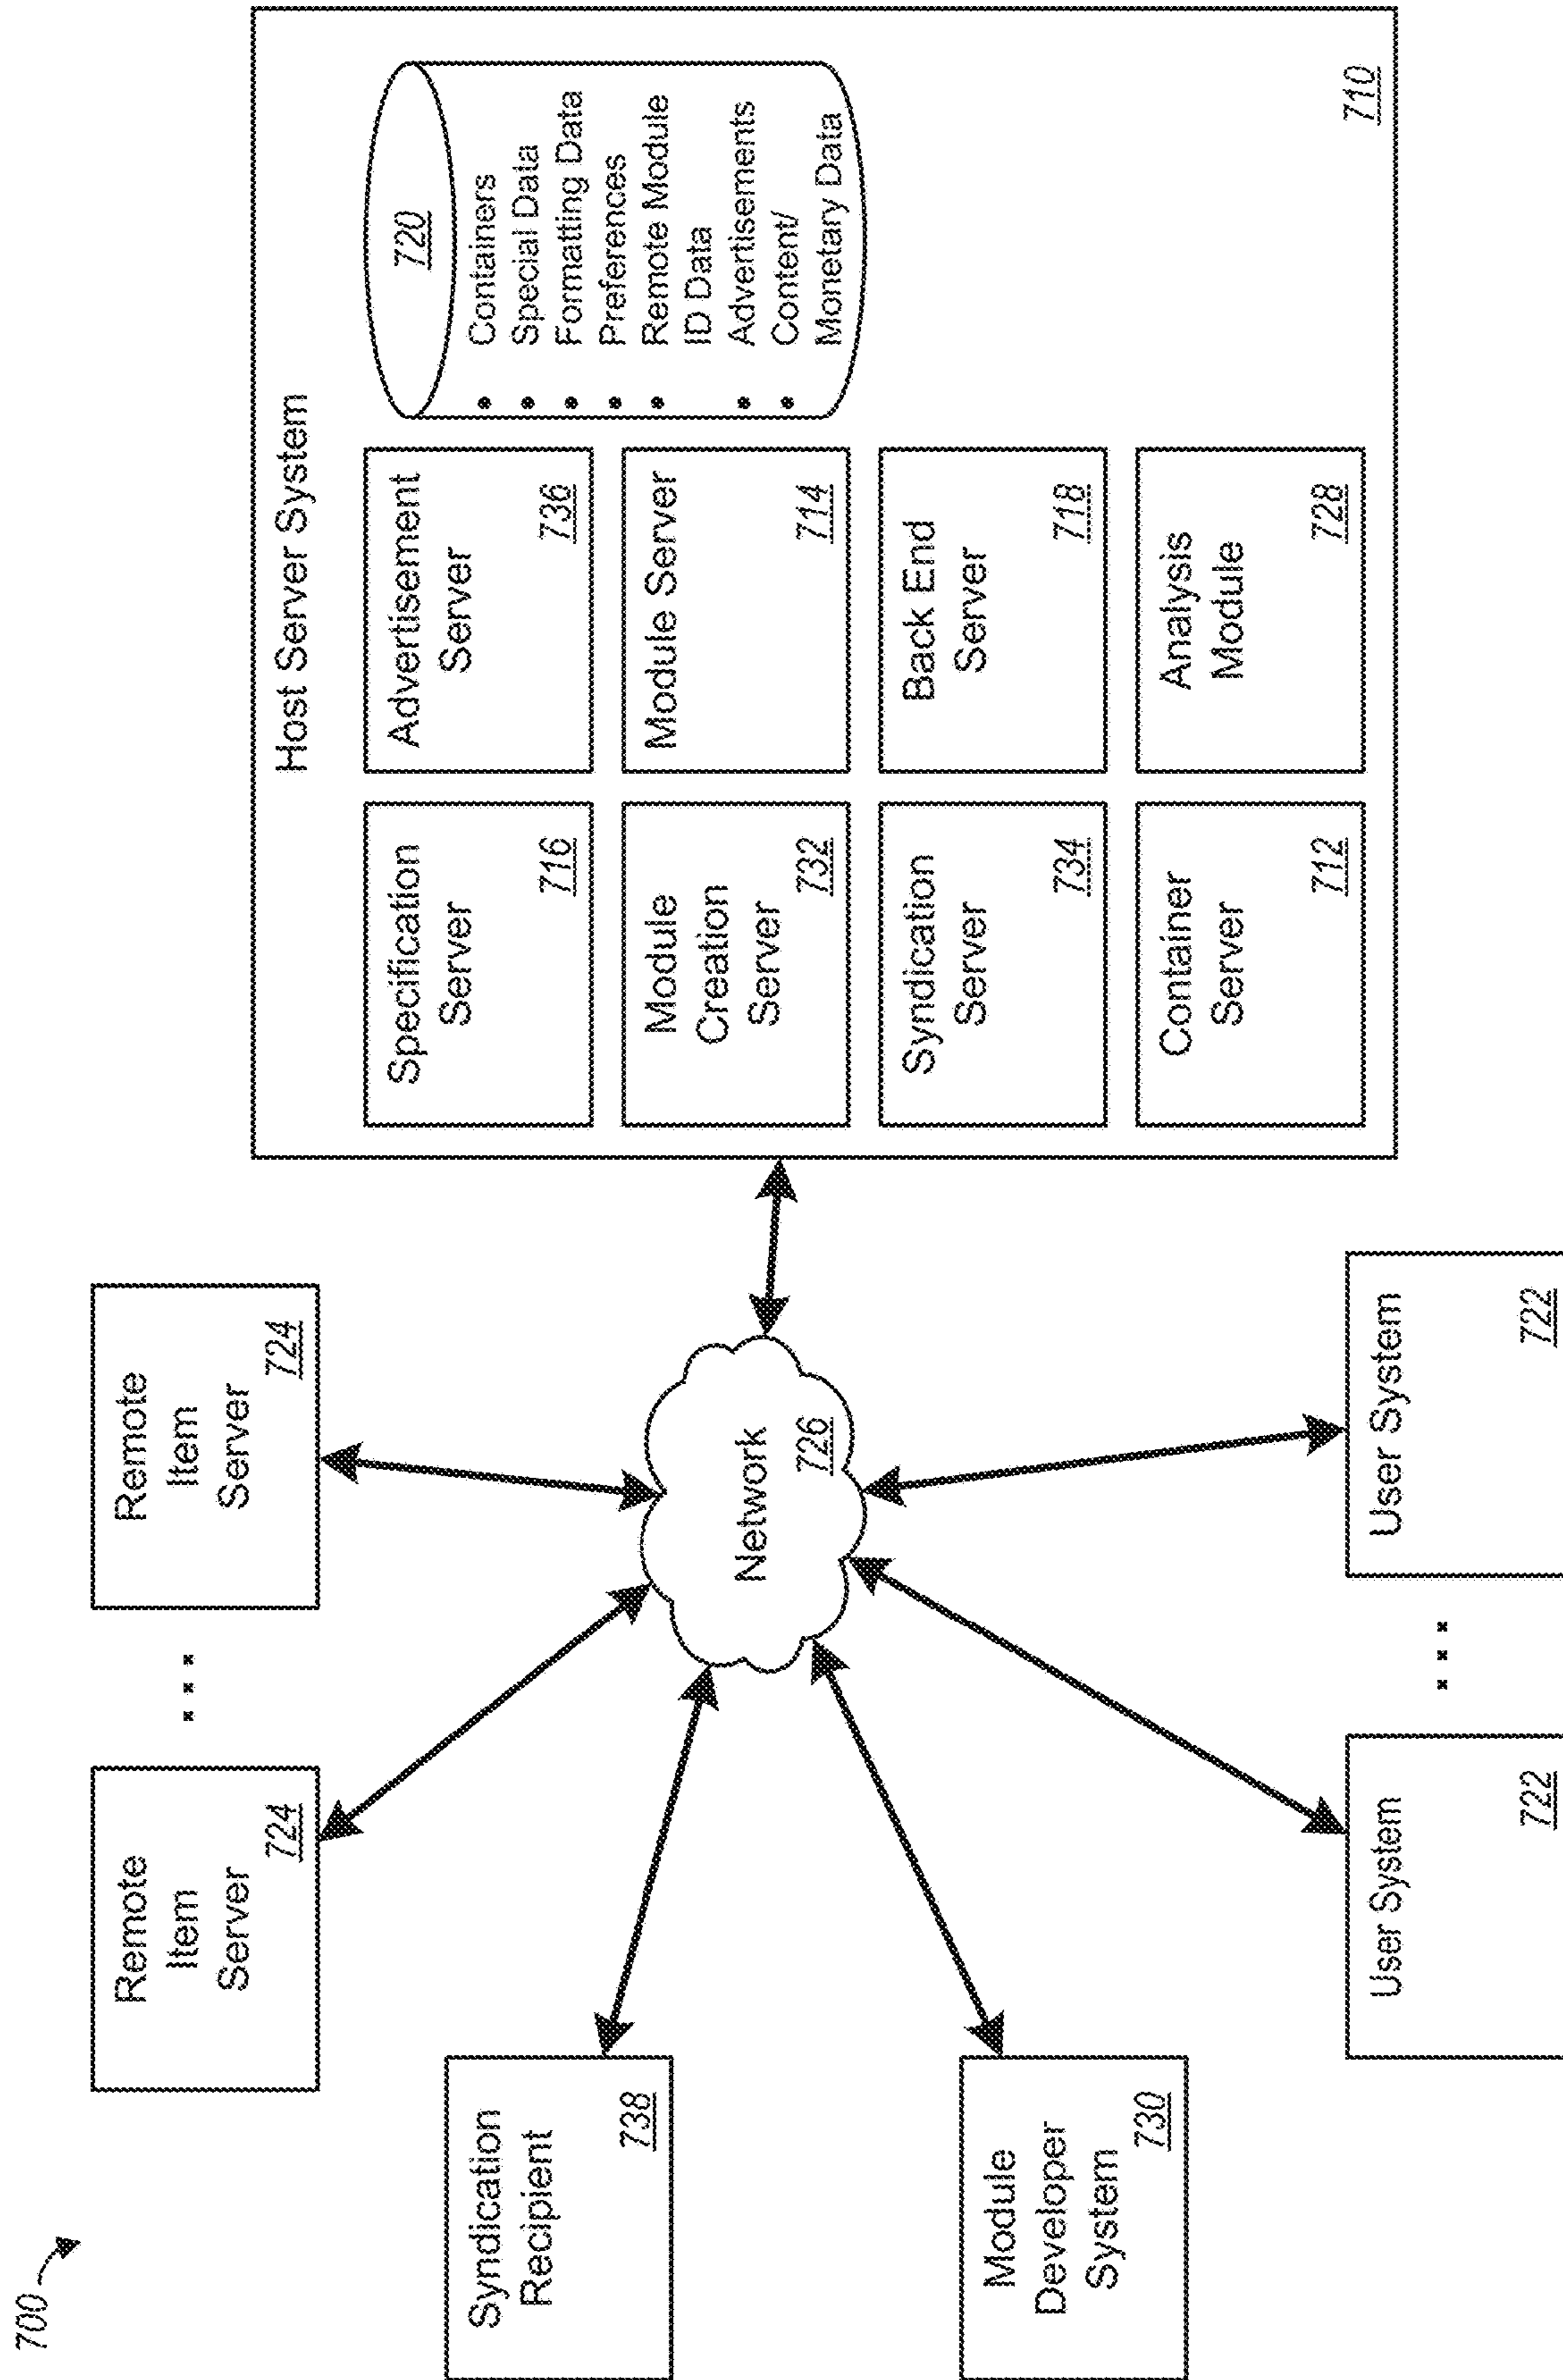 700
Remote
Item
Server
724
Remote
Item
Server
724
Syndication
Recipient
738
Module
Developer
System
730
Network
726
User System
722
User System
722
Host Server System
Specification
Server
716
Advertisement
Server
736
Module
Creation
Server
732
Module Server
714
Syndication
Server
734
Back End
Server
718
Container
Server
712
Analysis
Module
728
720
• Containers
• Special Data
• Formatting Data
• Preferences
• Remote Module
ID Data
• Advertisements
• Content/
Monetary Data
710